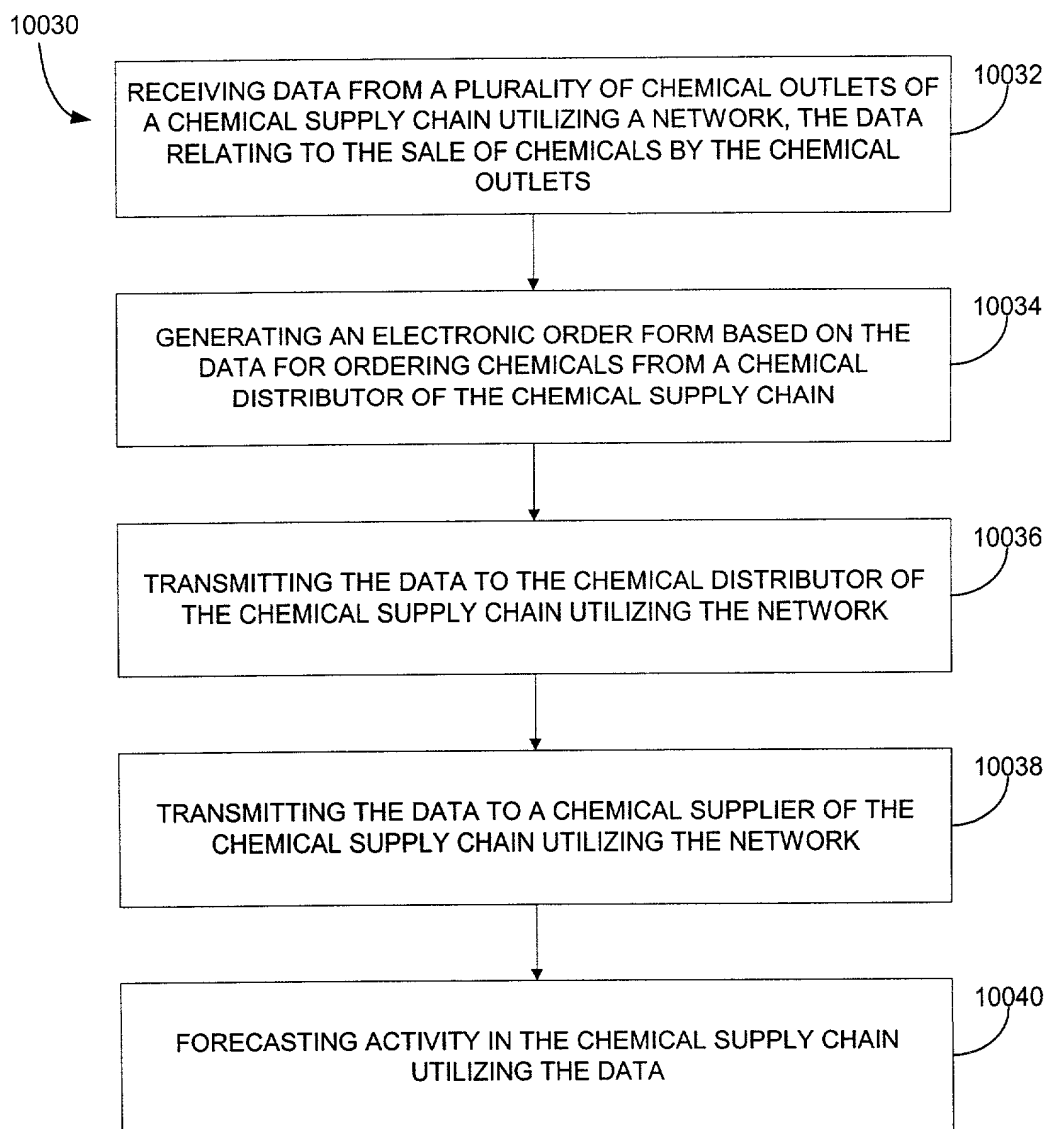 10030
RECEIVING DATA FROM A PLURALITY OF CHEMICAL OUTLETS OF
A CHEMICAL SUPPLY CHAIN UTILIZING A NETWORK, THE DATA
RELATING TO THE SALE OF CHEMICALS BY THE CHEMICAL
OUTLETS
10032
GENERATING AN ELECTRONIC ORDER FORM BASED ON THE
DATA FOR ORDERING CHEMICALS FROM A CHEMICAL
DISTRIBUTOR OF THE CHEMICAL SUPPLY CHAIN
10034
TRANSMITTING THE DATA TO THE CHEMICAL DISTRIBUTOR OF
THE CHEMICAL SUPPLY CHAIN UTILIZING THE NETWORK
10036
TRANSMITTING THE DATA TO A CHEMICAL SUPPLIER OF THE
CHEMICAL SUPPLY CHAIN UTILIZING THE NETWORK
10038
FORECASTING ACTIVITY IN THE CHEMICAL SUPPLY CHAIN
UTILIZING THE DATA
10040